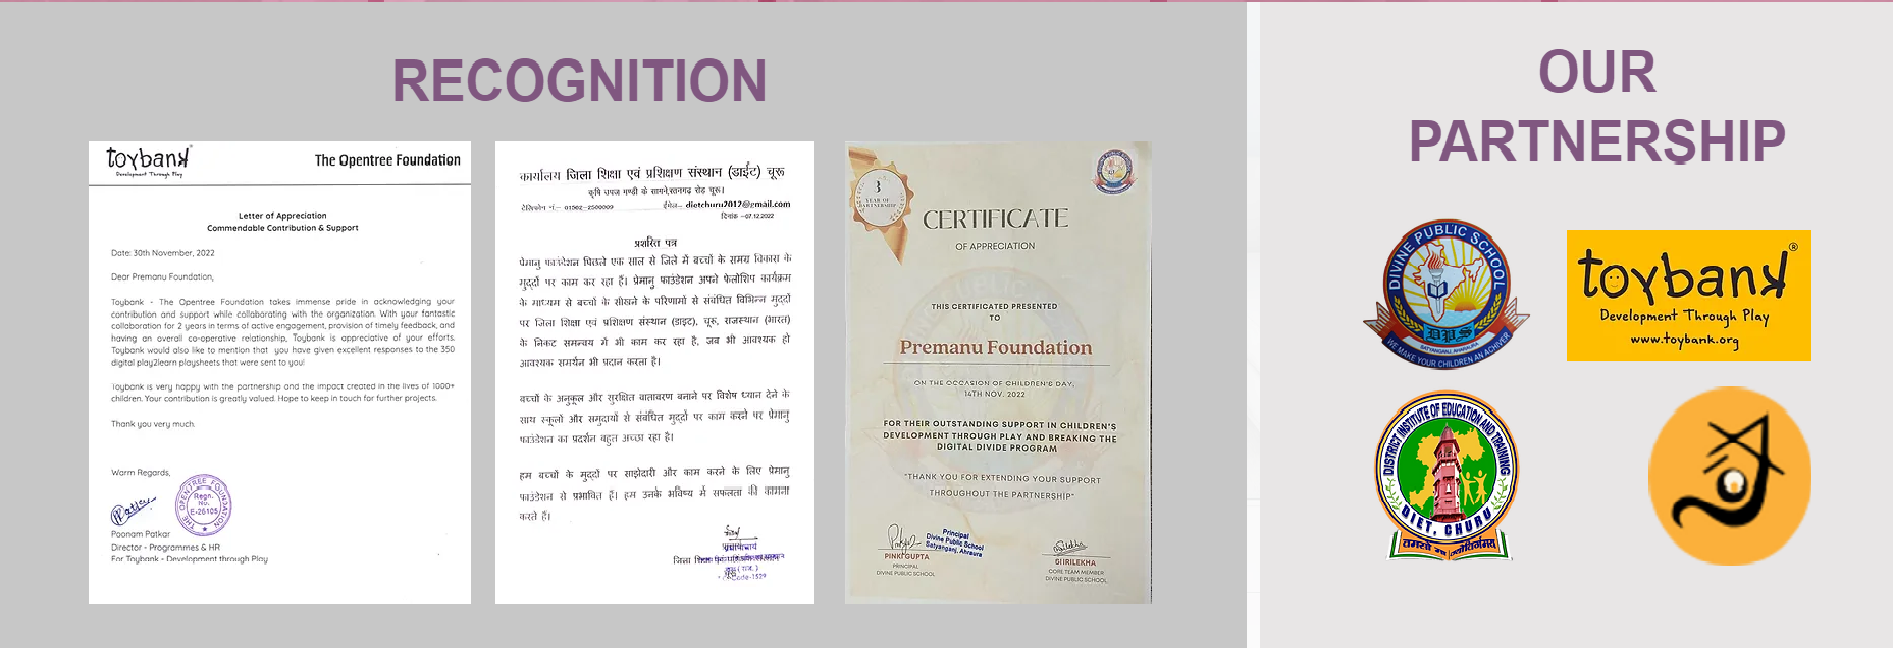 RECOGNITION
toybank
Development Through Play
The Opentree Foundation
Letter of Appreciation
Commendable Contribution & Support
Date: 30th November, 2022
Dear Premanu Foundation,
Toybank - The Opentree Foundation takes immense pride in acknowledging your
contribution and support while collaborating with the organization. With your fantastic
collaboration for 2 years in terms of active engagement, provision of timely feedback, and
having an overall co-operative relationship, Toybank is appreciative of your efforts.
Toybank would also like to mention that you have given excellent responses to the 350
digital play2learn playsheets that were sent to you!
Toybank is very happy with the partnership and the impact created in the lives of 1000+
children. Your contribution is greatly valued. Hope to keep in touch for further projects.
Thank you very much.
Warm Regards,
THE OPENTREE FOUNDATION
Regn.
No.
E-26105
Poonam Patkar
Director - Programmes & HR
For Toybank - Development through Play
कार्यालय जिला शिक्षा एवं प्रशिक्षण संस्थान (डाईट) चूरू
कृषि उपज मण्डी के सामने,रतनगढ़ रोड़ चूरू।
ईमेल– dietchuru2012@email.com
दिनांक –07.12.2022
प्रशस्ति पत्र
प्रेमानु फाउंडेशन पिछले एक साल से जिले में बच्चों के समग्र विकास के
मुद्दों पर काम कर रहा हैं। प्रेमानु फाउंडेशन अपने फेलोशिप कार्यक्रम
के माध्यम से बच्चों के सीखने के परिणामों से संबंधित विभिन्न मुद्दों
पर जिला शिक्षा एवं प्रशिक्षण संस्थान (डाइट), चूरू, राजस्थान (भारत)
के निकट समन्वय में भी काम कर रहा है, जब भी आवश्यक हो
आवश्यक समर्थन भी प्रदान करता है।
बच्चों के अनुकूल और सुरक्षित वातावरण बनाने पर विशेष ध्यान देने के
साथ स्कूलों और समुदायों से संबंधित मुद्दों पर काम करने पर प्रेमानु
फाउंडेशन का प्रदर्शन बहुत अच्छा रहा है।
हम बच्चों के मुद्दों पर साझेदारी और काम करने के लिए प्रेमानु
फाउंडेशन से प्रभावित हैं। हम उनके भविष्य में सफलता की कामना
करते हैं।
जिला
3
YEAR OF
PARTNERSHIP
CERTIFICATE
OF APPRECIATION
THIS CERTIFICATED PRESENTED
TO
Premanu Foundation
ON THE OCCASION OF CHILDREN'S DAY,
14TH NOV. 2022
FOR THEIR OUTSTANDING SUPPORT IN CHILDREN'S
DEVELOPMENT THROUGH PLAY AND BREAKING THE
DIGITAL DIVIDE PROGRAM
"THANK YOU FOR EXTENDING YOUR SUPPORT
THROUGHOUT THE PARTNERSHIP"
Principal
Divine Public School
Satyanganj, Ahraura
PINKI GUPTA
PRINCIPAL
DIVINE PUBLIC SCHOOL
GIIRILEKHA
CORE TEAM MEMBER
DIVINE PUBLIC SCHOOL
OUR
PARTNERSHIP
DIVINE PUBLIC SCHOOL
DPS
SATYANGANJ, AHRAURA
WE MAKE YOUR CHILDREN AN ACHIEVER
toybank®
Development Through Play
www.toybank.org
DISTRICT INSTITUTE OF EDUCATION AND TRAINING
DIET, CHURU